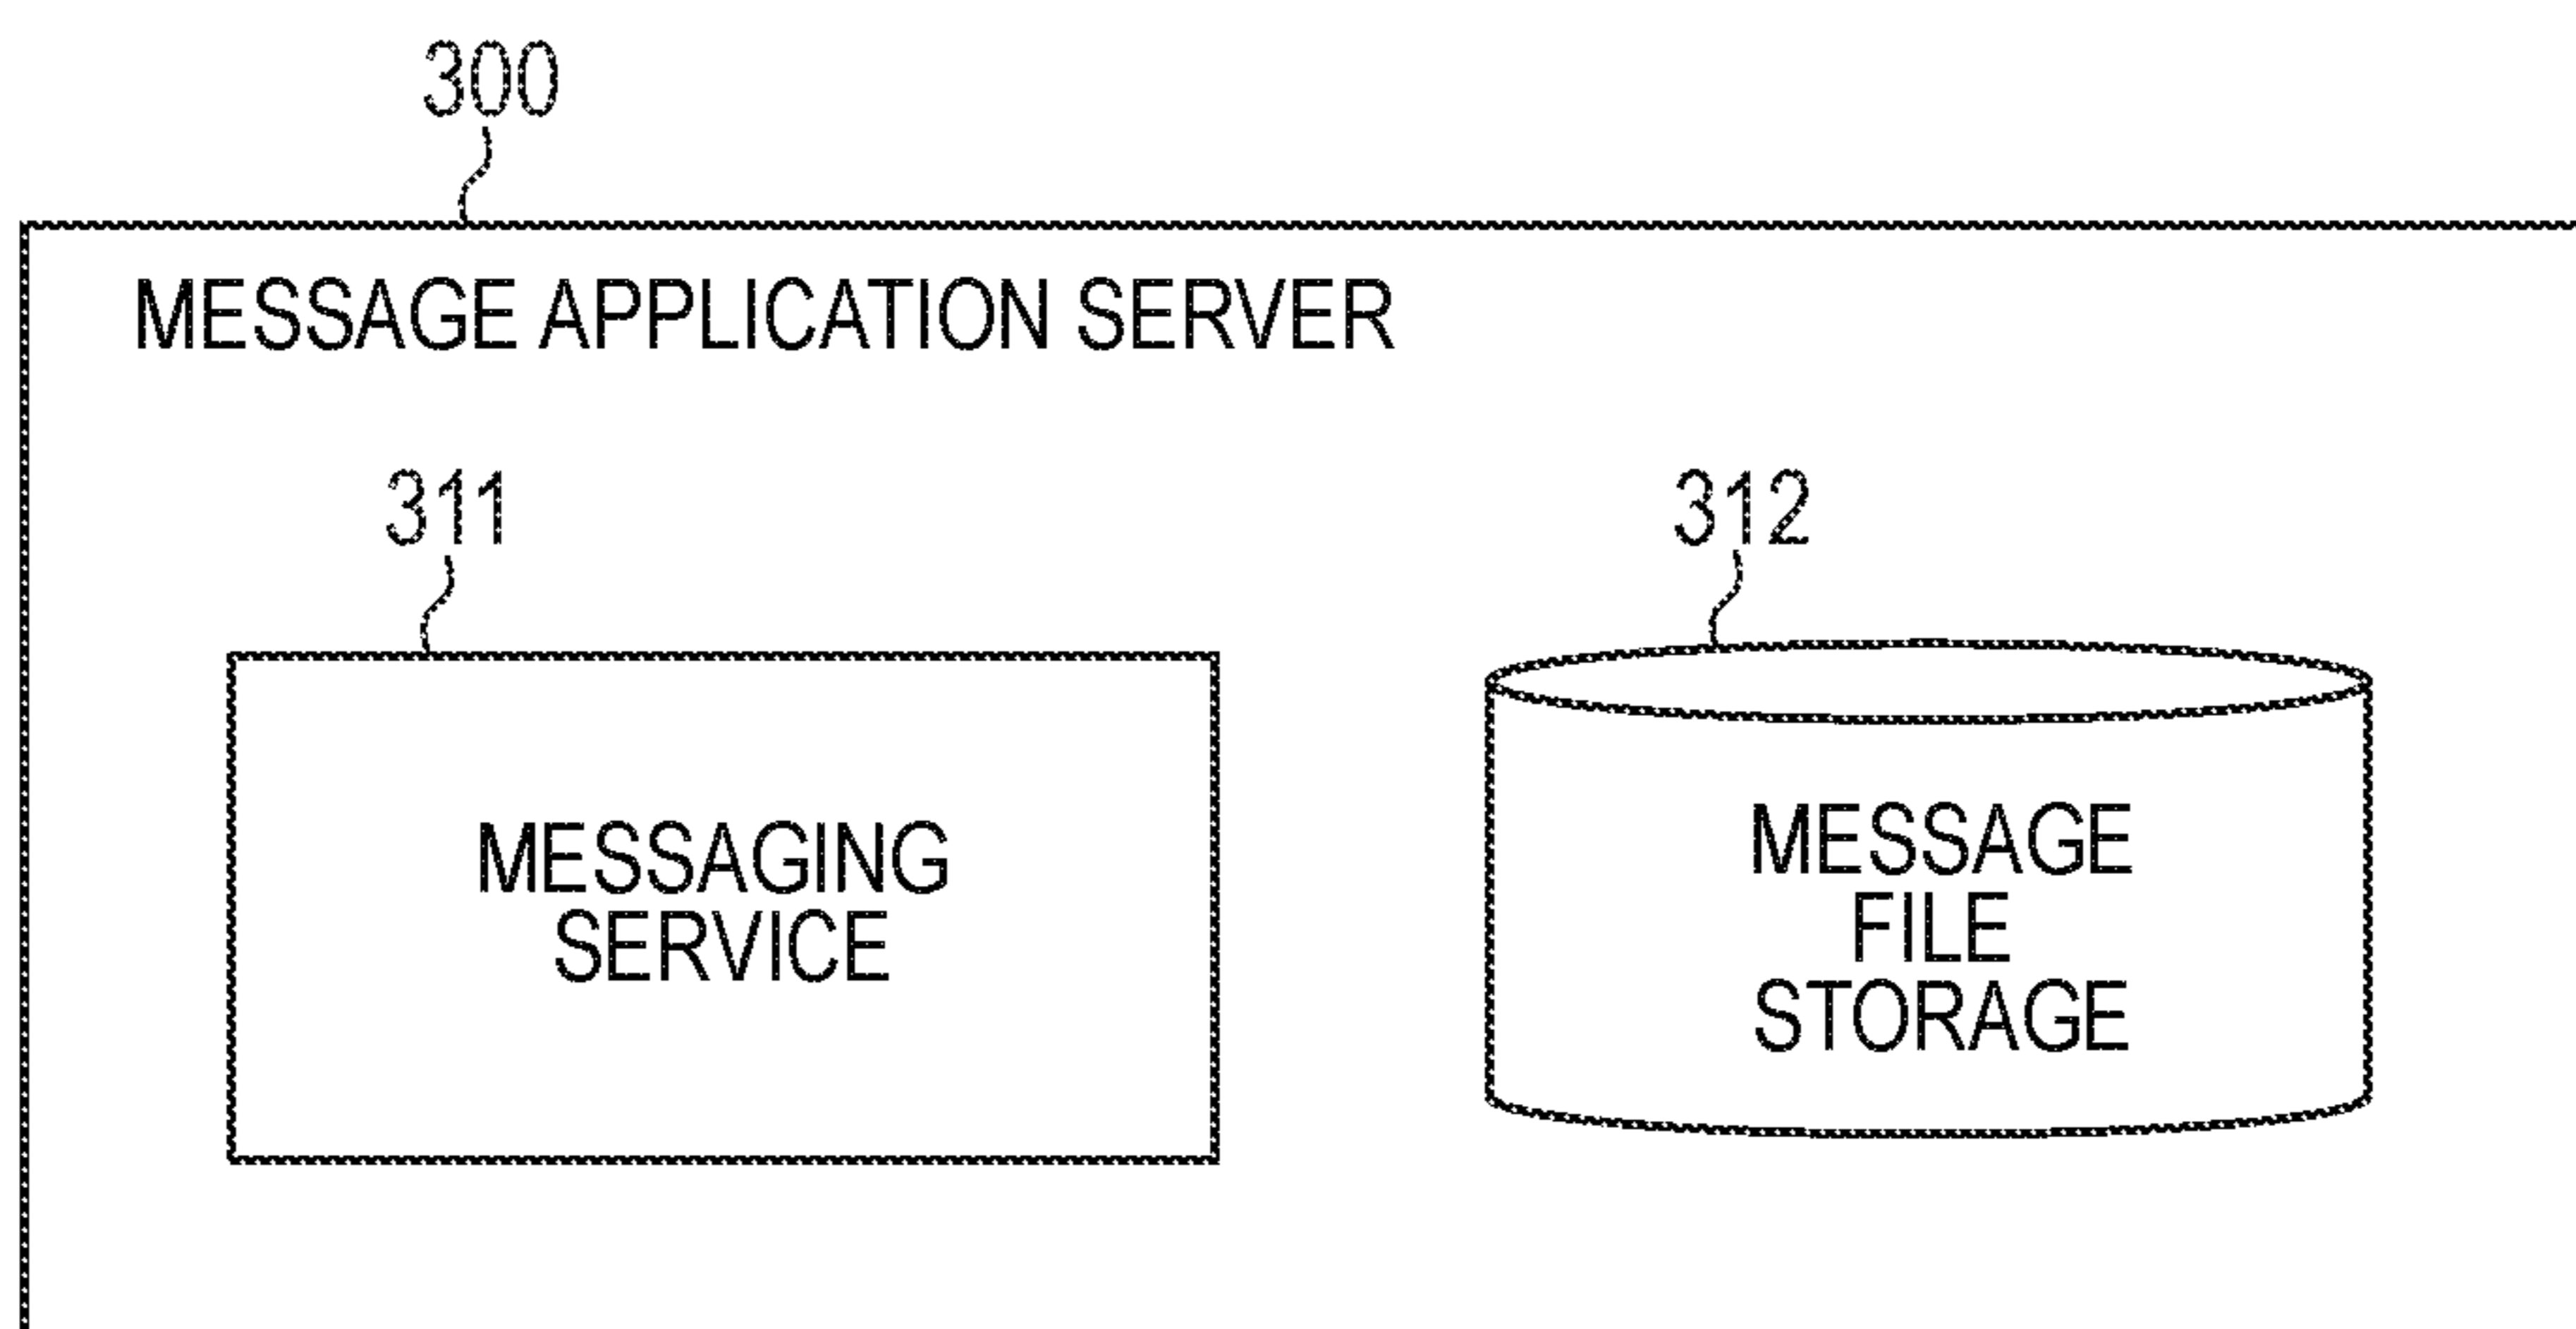 300
MESSAGE APPLICATION SERVER
311
312
MESSAGING
SERVICE
MESSAGE
FILE
STORAGE